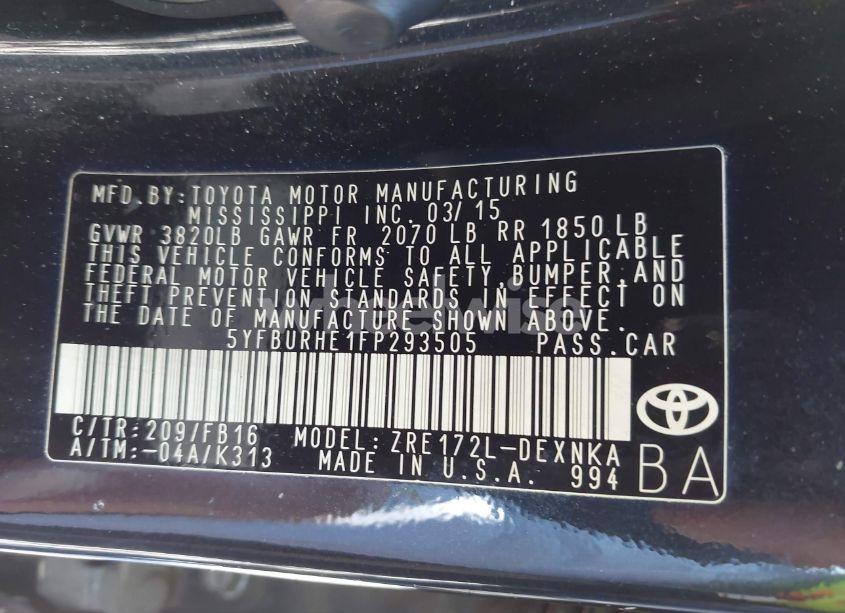 MFD.BY:TOYOTA MOTOR MANUFACTURING
MISSISSIPPI INC. 03/15
GVWR 3820LB GAWR FR 2070 LB RR 1850 LB
THIS VEHICLE CONFORMS TO ALL APPLICABLE
FEDERAL MOTOR VEHICLE SAFETY,BUMPER,AND
THEFT PREVENTION STANDARDS IN EFFECT ON
THE DATE OF MANUFACTURE SHOWN ABOVE.
5YFBURHE1FP293505 PASS.CAR
C/TR:209/FB16 MODEL:ZRE172L-DEXNKA
A/TM:-04A/K313 MADE IN U.S.A. 994
BA